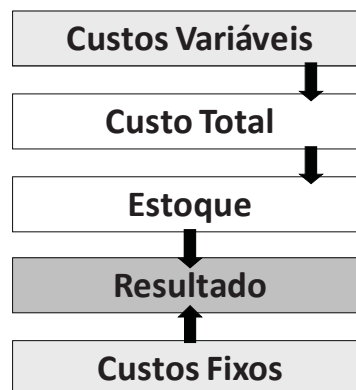 Custos Variáveis
Custo Total
Estoque
Resultado
Custos Fixos